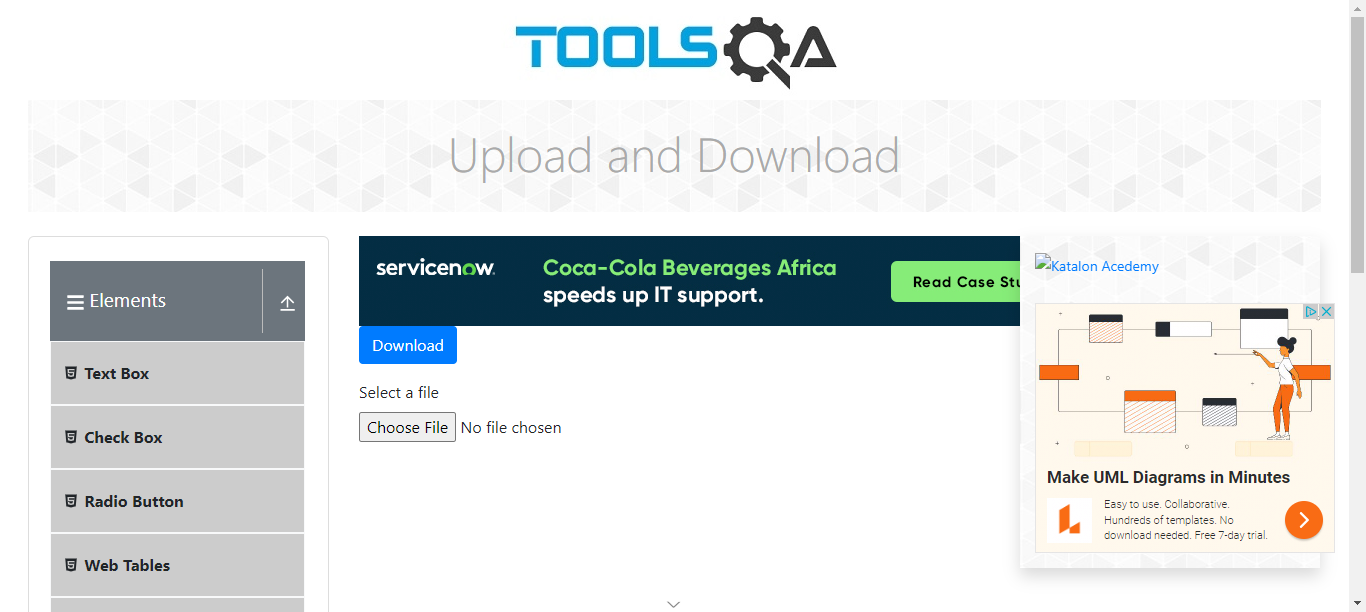 TOOLSQA
Upload and Download
Elements
Text Box
Check Box
Radio Button
Web Tables
servicenow.
Coca-Cola Beverages Africa
speeds up IT support.
Read Case Stu
Download
Select a file
Choose File No file chosen
Katalon Acedemy
Make UML Diagrams in Minutes
Easy to use. Collaborative.
Hundreds of templates. No
download needed. Free 7-day trial.